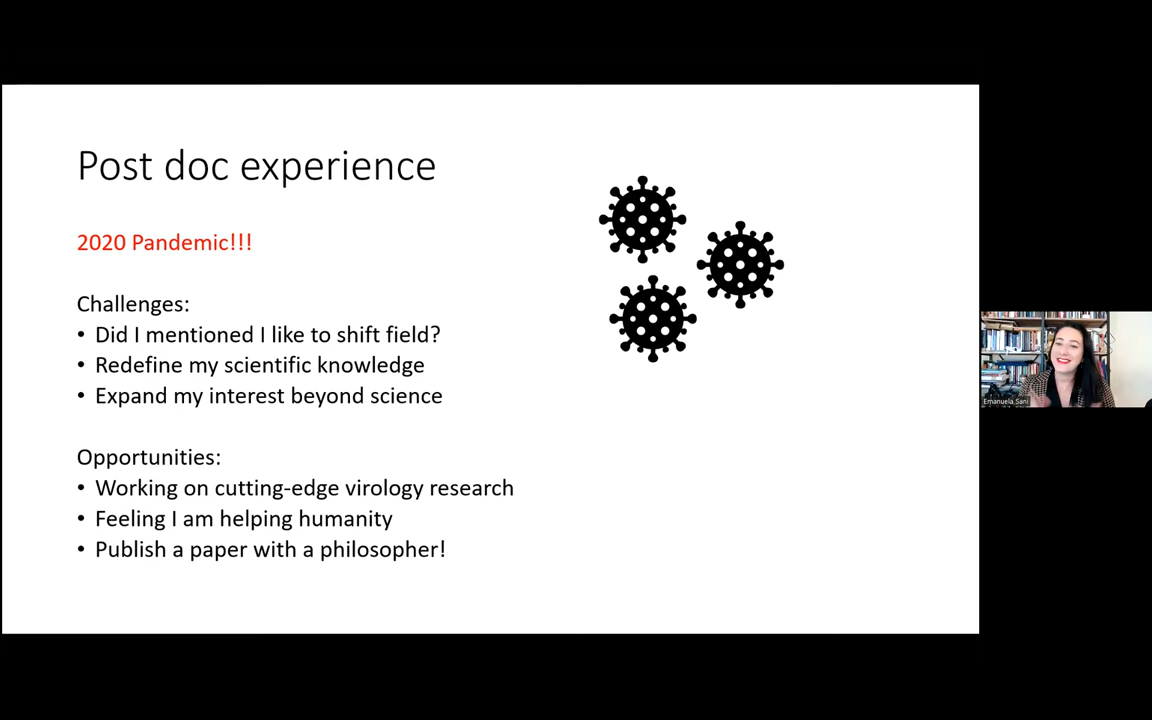 Post doc experience
2020 Pandemic!!!
Challenges:
• Did I mentioned I like to shift field?
• Redefine my scientific knowledge
• Expand my interest beyond science
Opportunities:
• Working on cutting-edge virology research
• Feeling I am helping humanity
• Publish a paper with a philosopher!
Emanuela Sani